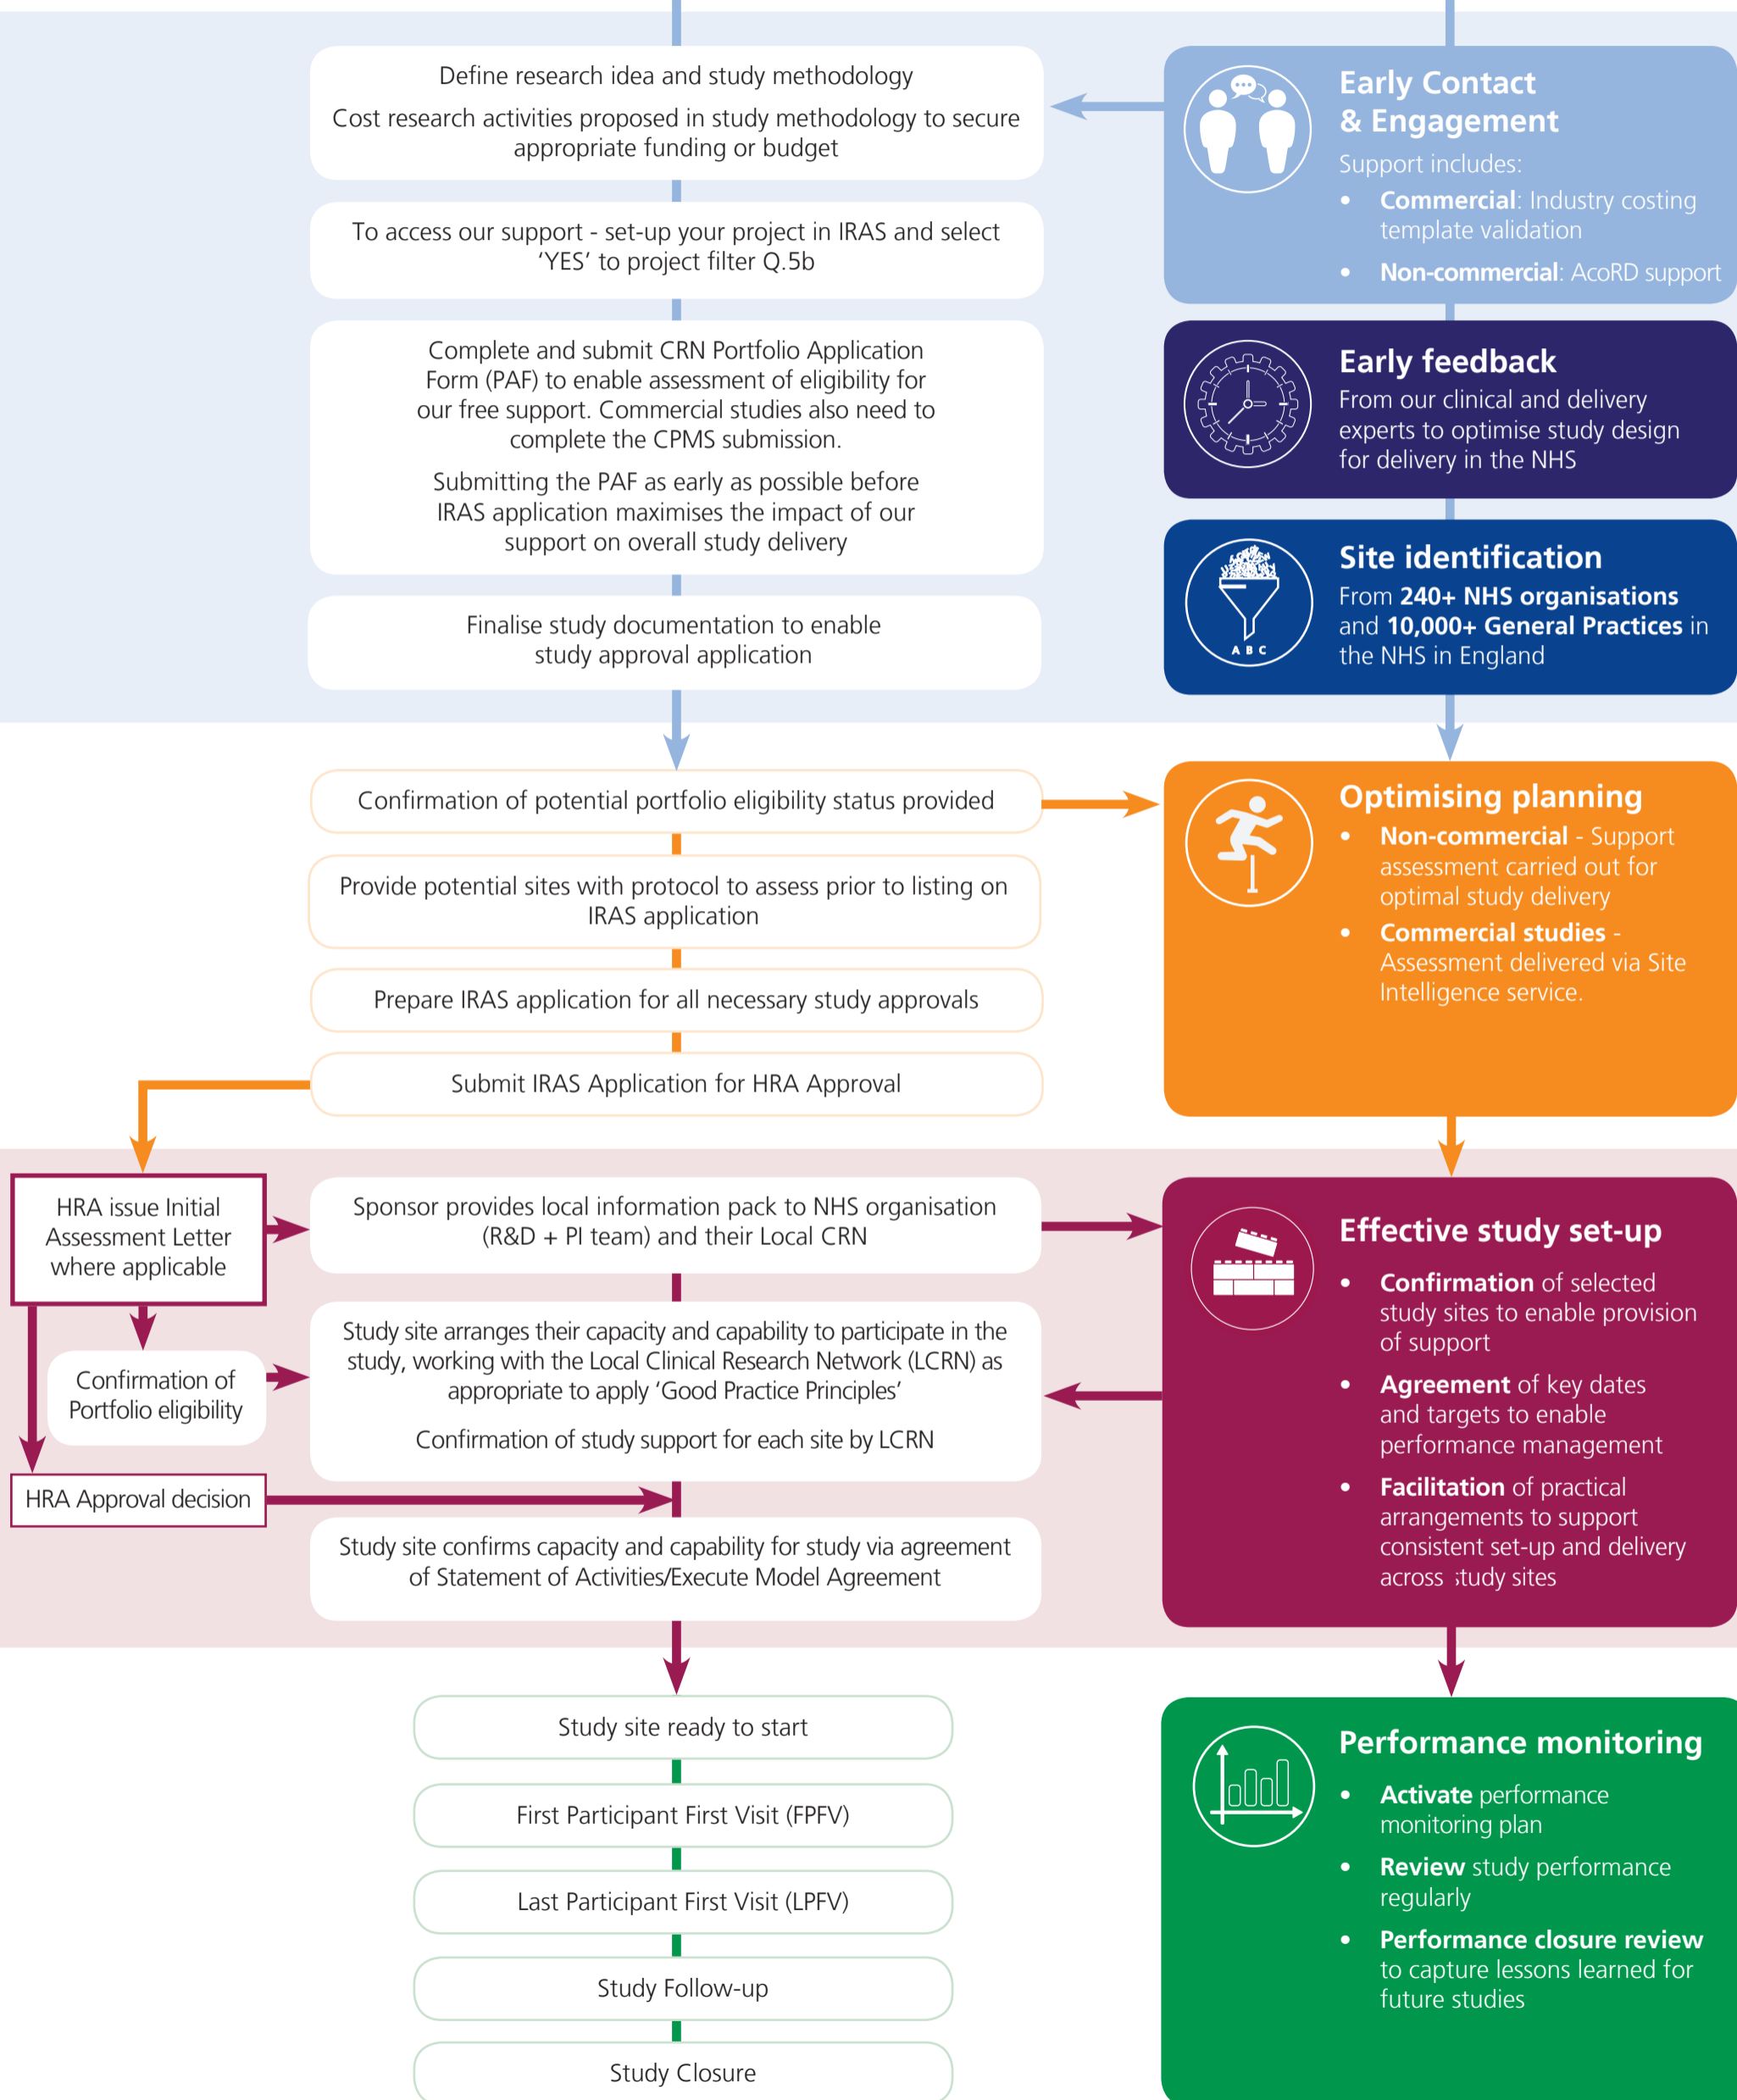 Define research idea and study methodology
Cost research activities proposed in study methodology to secure
appropriate funding or budget
Early Contact
& Engagement
Support includes:
• Commercial: Industry costing
template validation
• Non-commercial: AcoRD support
To access our support - set-up your project in IRAS and select
‘YES’ to project filter Q.5b
Complete and submit CRN Portfolio Application
Form (PAF) to enable assessment of eligibility for
our free support. Commercial studies also need to
complete the CPMS submission.
Submitting the PAF as early as possible before
IRAS application maximises the impact of our
support on overall study delivery
Early feedback
From our clinical and delivery
experts to optimise study design
for delivery in the NHS
Site identification
From 240+ NHS organisations
and 10,000+ General Practices in
the NHS in England
A B C
Finalise study documentation to enable
study approval application
Confirmation of potential portfolio eligibility status provided
Provide potential sites with protocol to assess prior to listing on
IRAS application
Prepare IRAS application for all necessary study approvals
Submit IRAS Application for HRA Approval
Optimising planning
• Non-commercial - Support
assessment carried out for
optimal study delivery
• Commercial studies -
Assessment delivered via Site
Intelligence service.
HRA issue Initial
Assessment Letter
where applicable
Sponsor provides local information pack to NHS organisation
(R&D + PI team) and their Local CRN
Confirmation of
Portfolio eligibility
Study site arranges their capacity and capability to participate in the
study, working with the Local Clinical Research Network (LCRN) as
appropriate to apply ‘Good Practice Principles’
Confirmation of study support for each site by LCRN
HRA Approval decision
Study site confirms capacity and capability for study via agreement
of Statement of Activities/Execute Model Agreement
Effective study set-up
• Confirmation of selected
study sites to enable provision
of support
• Agreement of key dates
and targets to enable
performance management
• Facilitation of practical
arrangements to support
consistent set-up and delivery
across study sites
Study site ready to start
First Participant First Visit (FPFV)
Last Participant First Visit (LPFV)
Study Follow-up
Study Closure
Performance monitoring
• Activate performance
monitoring plan
• Review study performance
regularly
• Performance closure review
to capture lessons learned for
future studies